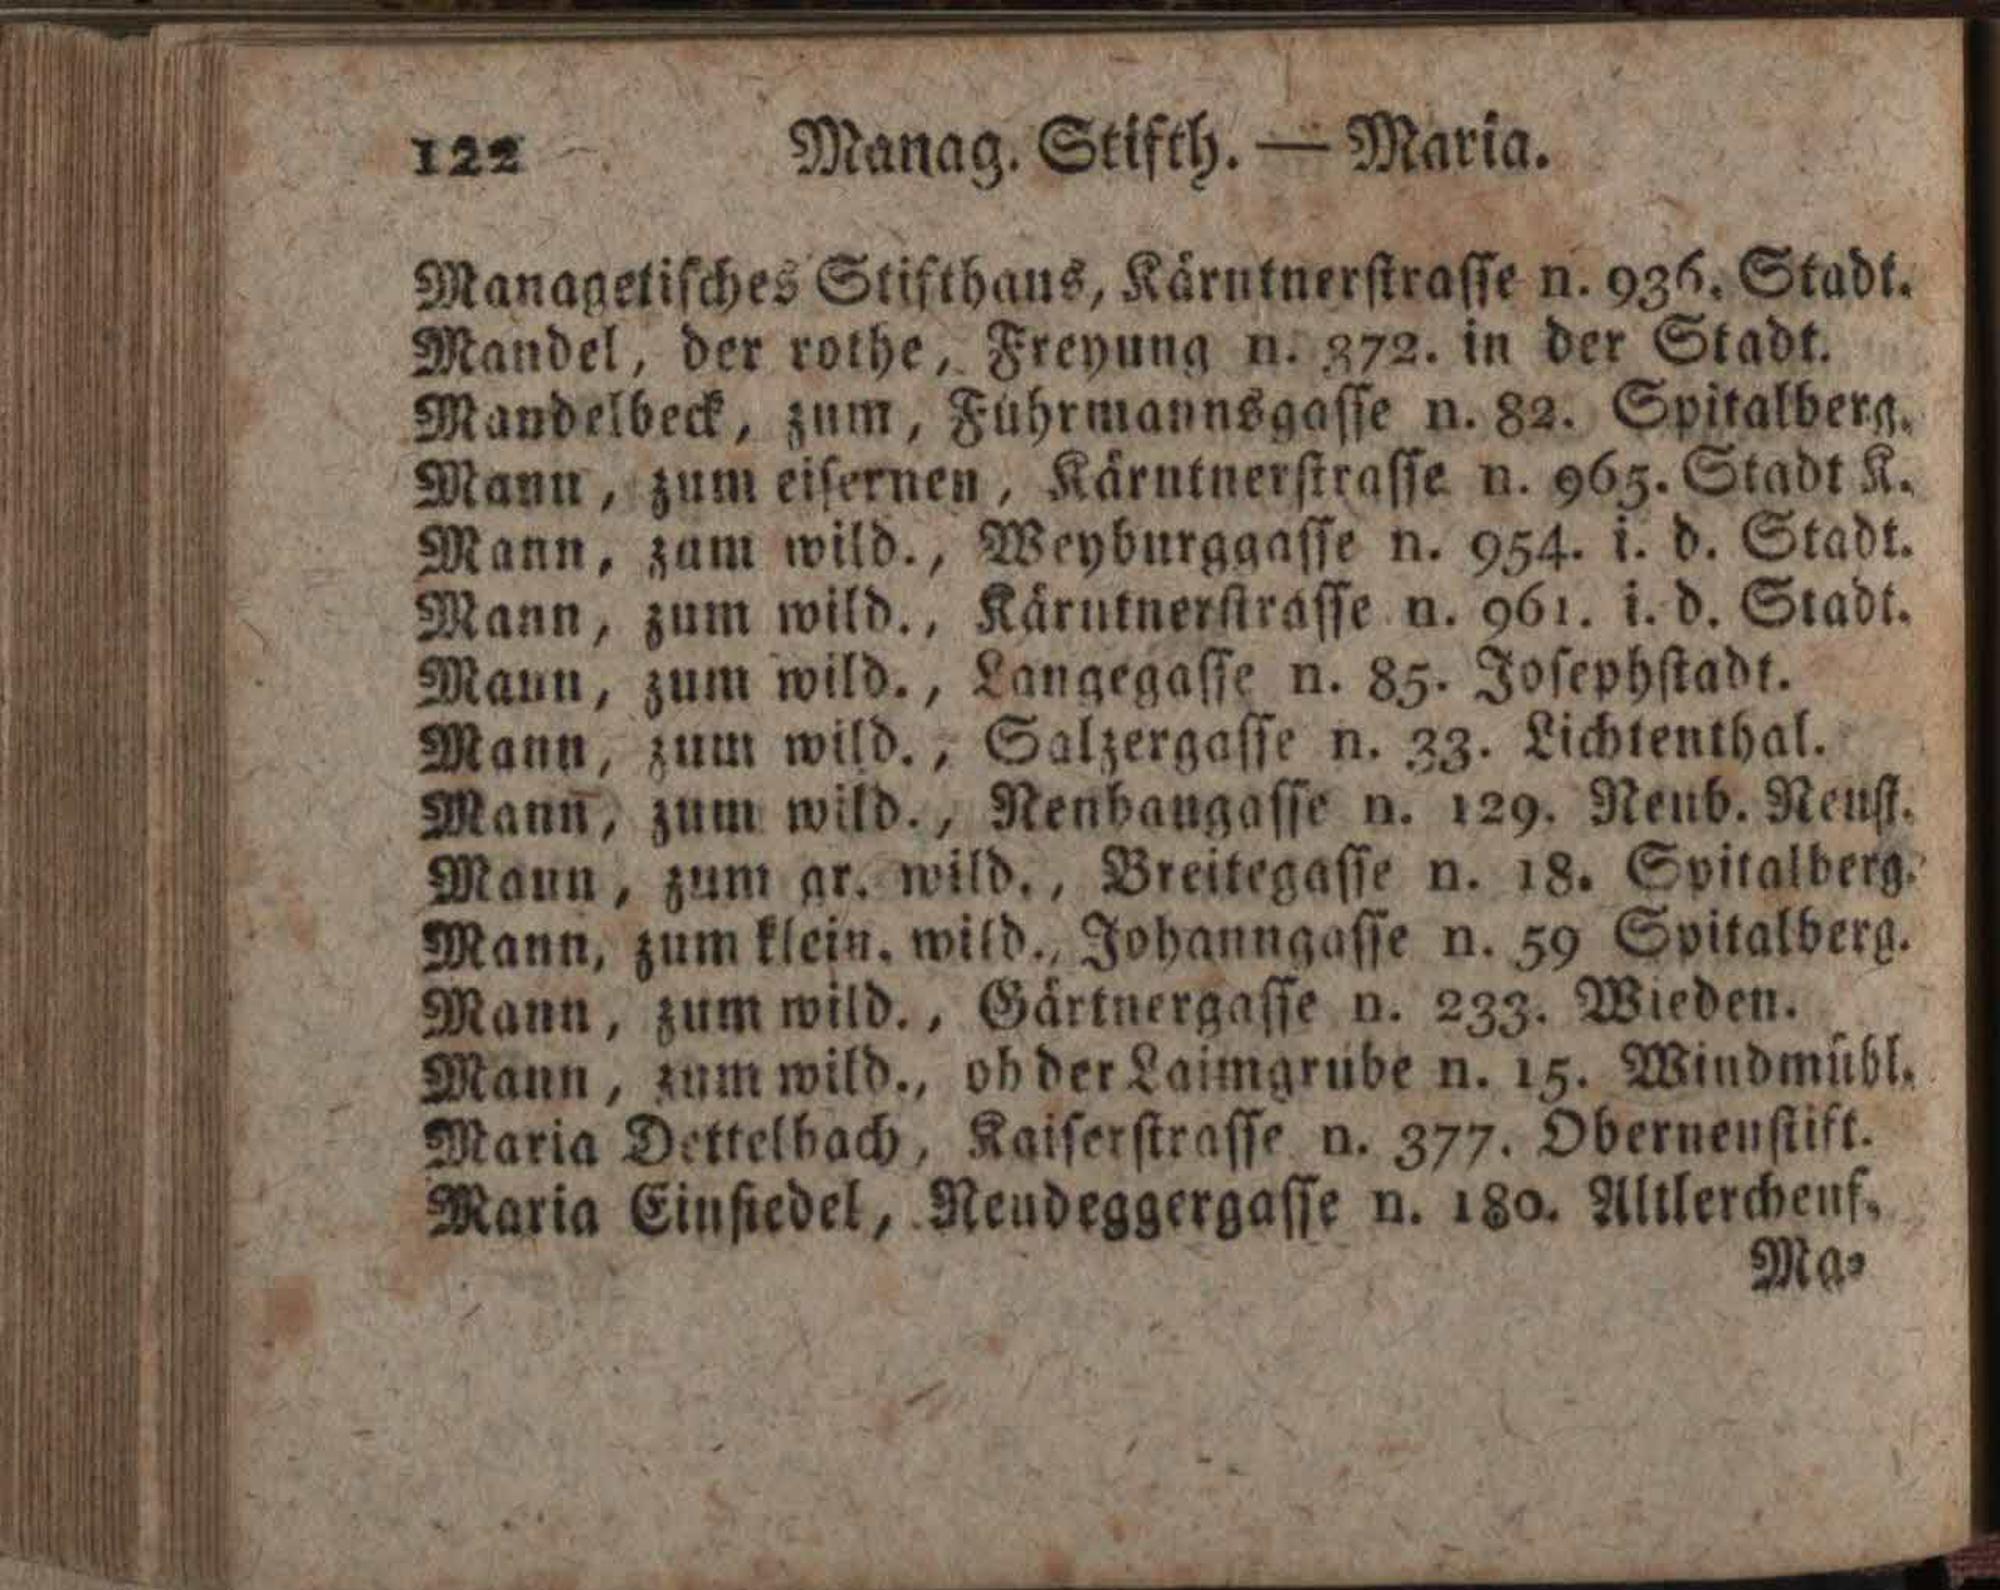 122 Manag. Stifth. — Maria.
Managetisches Stifthaus, Kärntnerstrasse n. 936. Stadt.
Mandel, der rothe, Freyung n. 372. in der Stadt.
Mandelbeck, zum, Fuhrmannsgasse n. 82. Spitalberg.
Mann, zum eisernen, Kärntnerstrasse n. 965. Stadt K.
Mann, zum wild., Weyburggasse n. 954. i. d. Stadt.
Mann, zum wild., Kärntnerstrasse n. 961. i. d. Stadt.
Mann, zum wild., Langegasse n. 85. Josephstadt.
Mann, zum wild., Salzergasse n. 33. Lichtenthal.
Mann, zum wild., Neubaugasse n. 129. Neub. Neust.
Mann, zum gr. wild., Breitegasse n. 18. Spitalberg.
Mann, zum klein. wild., Johanngasse n. 59 Spitalberg.
Mann, zum wild., Gärtnergasse n. 233. Wieden.
Mann, zum wild., ob der Laimgrube n. 15. Windmühl.
Maria Dettelbach, Kaiserstrasse n. 377. Oberneustift.
Maria Einsiedel, Neudeggergasse n. 180. Altlerchenf.
Ma-